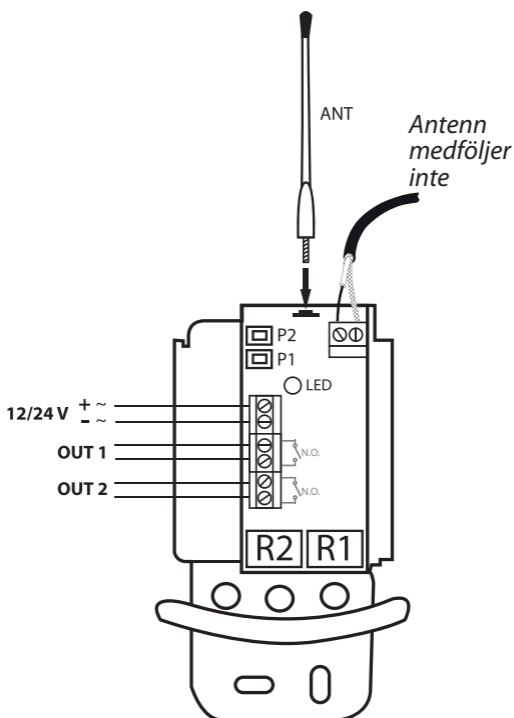 ANT
Antenn
medföljer
inte
P2
P1
LED
12/24 V + ~
- ~
OUT 1
N.O.
OUT 2
N.O.
R2 R1